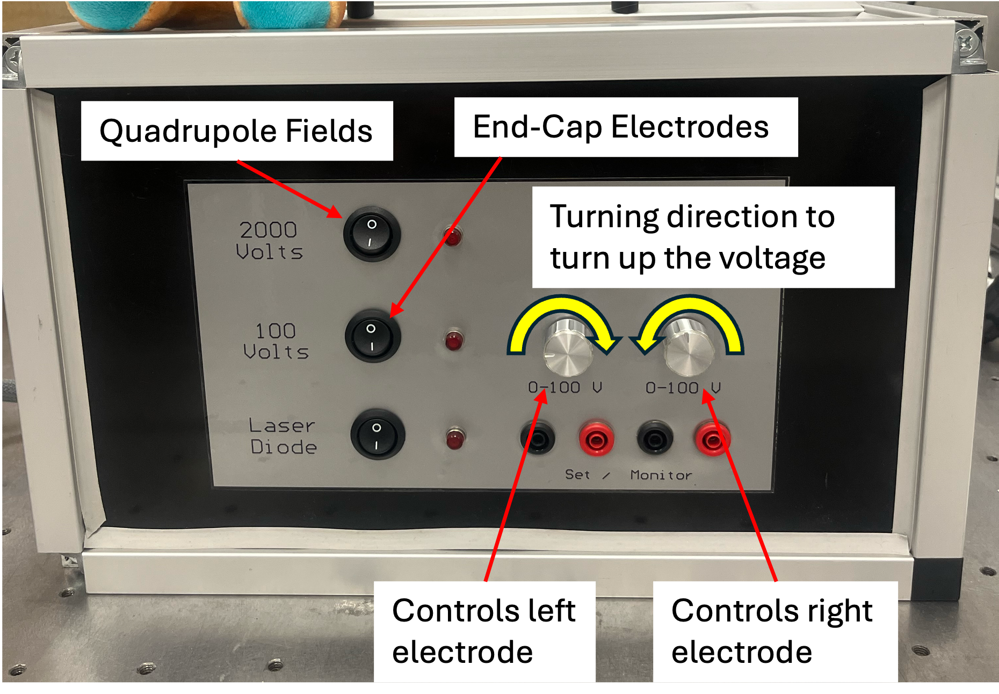 Quadrupole Fields
End-Cap Electrodes
Turning direction to
turn up the voltage
2000
Volts
O
I
100
Volts
O
I
0-100 V
0-100 V
Laser
Diode
O
I
Set / Monitor
Controls left
electrode
Controls right
electrode